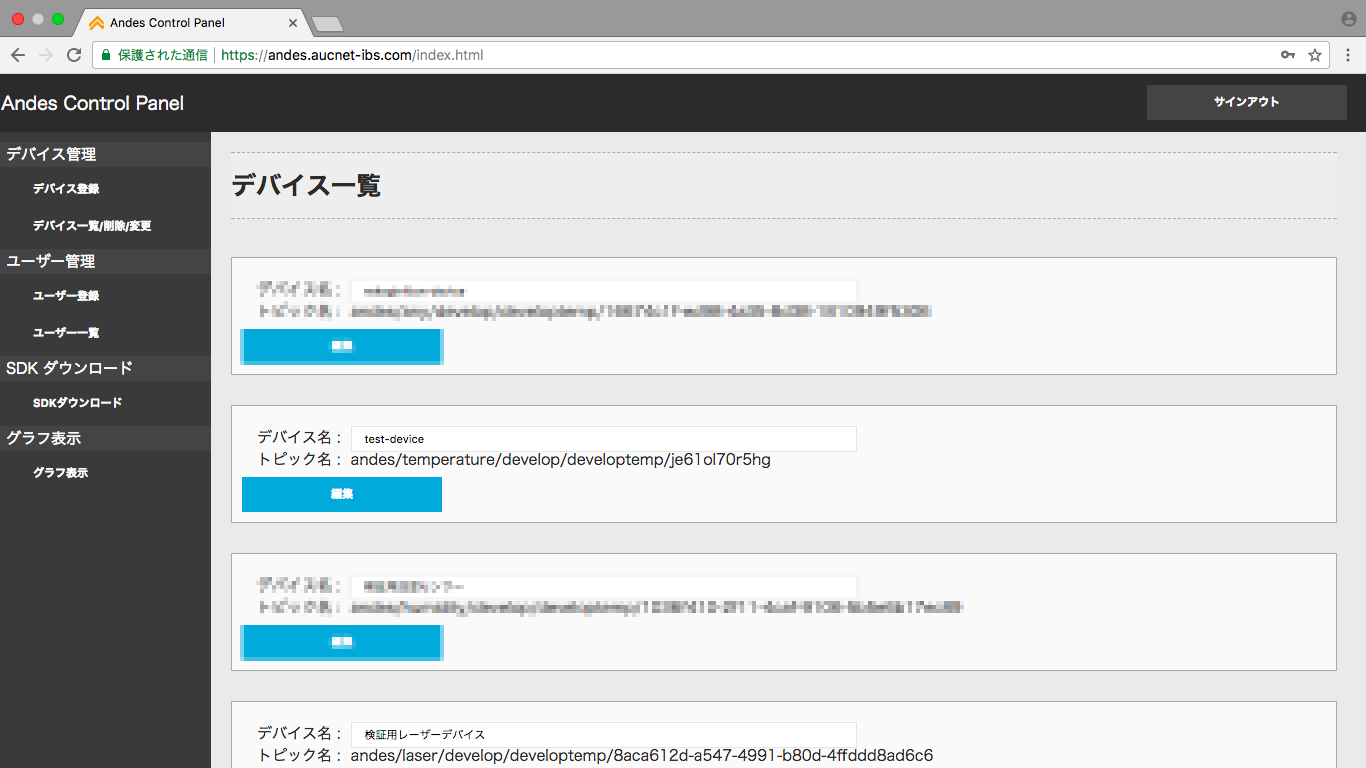 Andes Control Panel
保護された通信 https://andes.aucnet-ibs.com/index.html
Andes Control Panel
サインアウト
デバイス管理
デバイス登録
デバイス一覧/削除/変更
ユーザー管理
ユーザー登録
ユーザー一覧
SDK ダウンロード
SDKダウンロード
グラフ表示
グラフ表示
デバイス一覧
デバイス名：
トピック名：
デバイス名： test-device
トピック名： andes/temperature/develop/developtemp/je61ol70r5hg
編集
デバイス名：
トピック名：
デバイス名： 検証用レーザーデバイス
トピック名： andes/laser/develop/developtemp/8aca612d-a547-4991-b80d-4ffddd8ad6c6